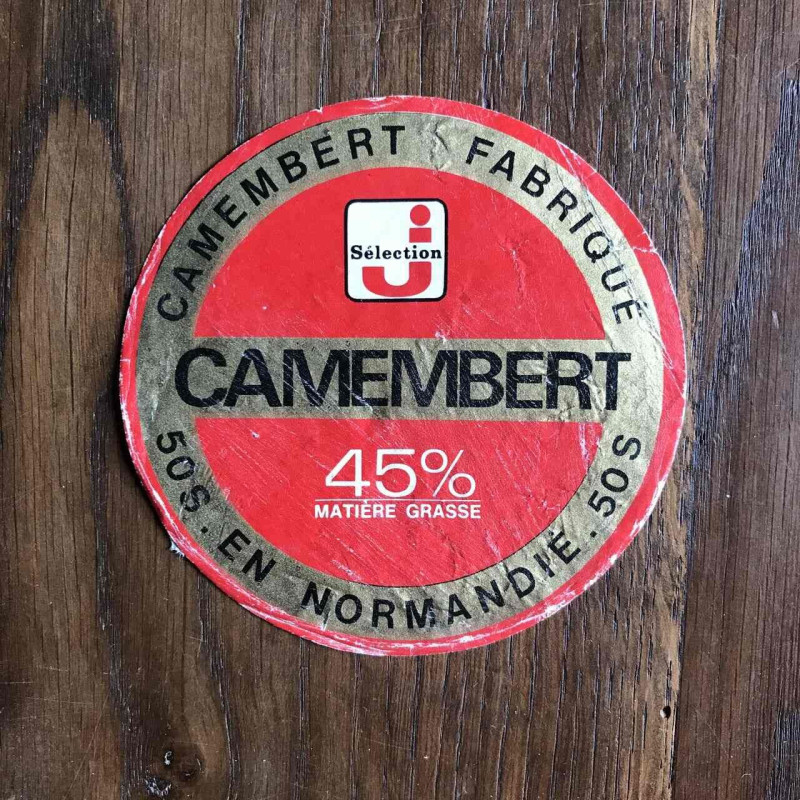 CAMEMBERT FABRIQUÉ
j
Sélection
CAMEMBERT
45%
MATIÈRE GRASSE
50S. EN NORMANDIE. 50S